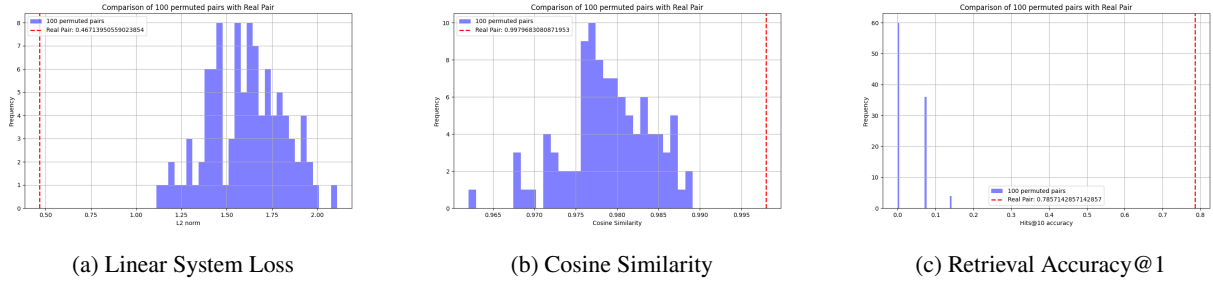 Comparison of 100 permuted pairs with Real Pair
100 permuted pairs
Real Pair: 0.46713950559023854
Frequency
8
7
6
5
4
3
2
1
0
0.50 0.75 1.00 1.25 1.50 1.75 2.00
L2 norm
(a) Linear System Loss
Comparison of 100 permuted pairs with Real Pair
100 permuted pairs
Real Pair: 0.9979683080871953
Frequency
10
8
6
4
2
0
0.965 0.970 0.975 0.980 0.985 0.990 0.995
Cosine Similarity
(b) Cosine Similarity
Comparison of 100 permuted pairs with Real Pair
Frequency
60
50
40
30
20
10
0
100 permuted pairs
Real Pair: 0.7857142857142857
0.0 0.1 0.2 0.3 0.4 0.5 0.6 0.7 0.8
Hits@10 accuracy
(c) Retrieval Accuracy@1